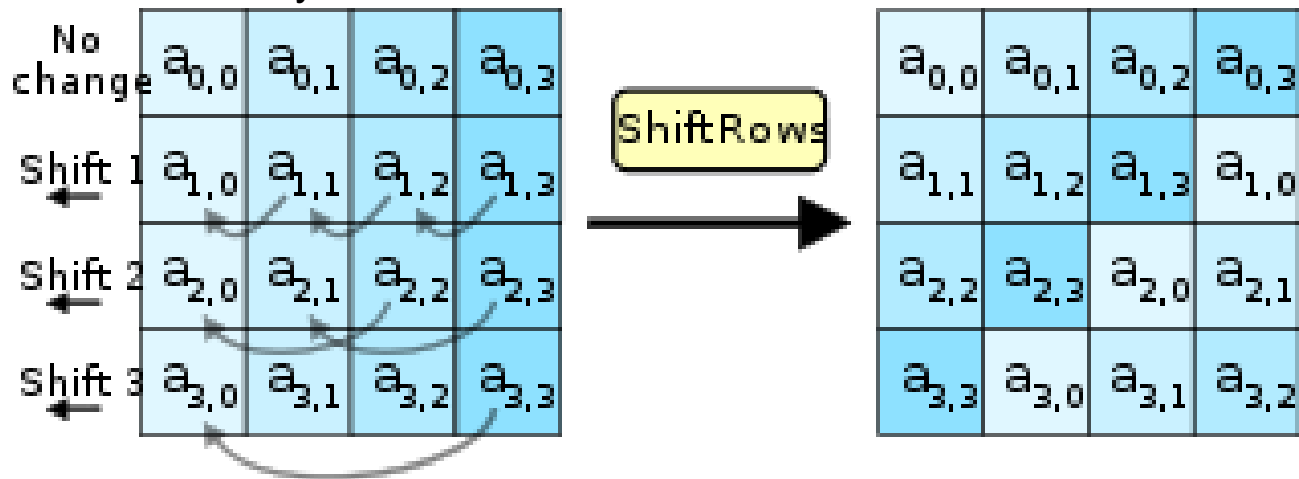 No change a0,0 a0,1 a0,2 a0,3
Shift 1 a1,0 a1,1 a1,2 a1,3
Shift 2 a2,0 a2,1 a2,2 a2,3
Shift 3 a3,0 a3,1 a3,2 a3,3
ShiftRows
a0,0 a0,1 a0,2 a0,3
a1,1 a1,2 a1,3 a1,0
a2,2 a2,3 a2,0 a2,1
a3,3 a3,0 a3,1 a3,2